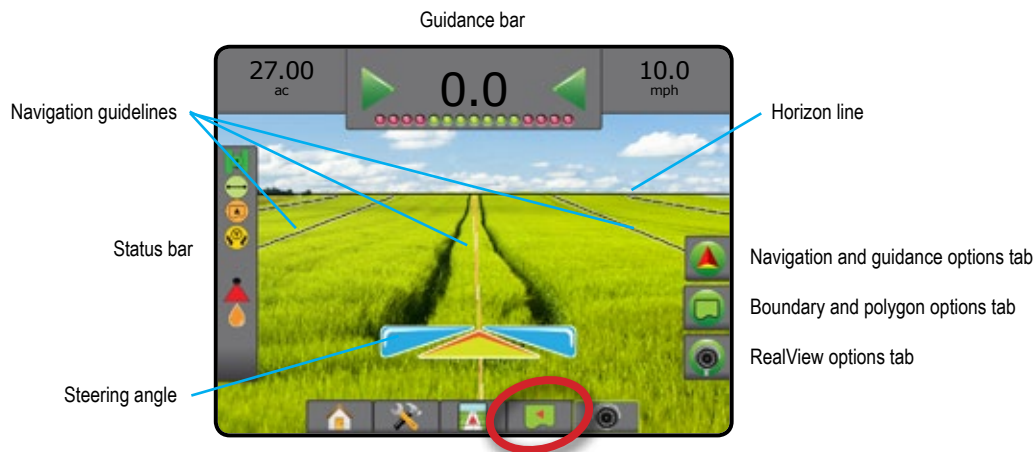 Guidance bar
27.00
ac
0.0
10.0
mph
Navigation guidelines
Horizon line
Status bar
Navigation and guidance options tab
Boundary and polygon options tab
RealView options tab
Steering angle